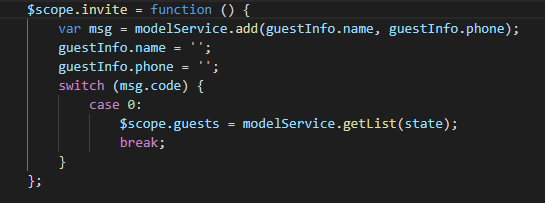 $scope.invite = function () {
    var msg = modelService.add(guestInfo.name, guestInfo.phone);
    guestInfo.name = '';
    guestInfo.phone = '';
    switch (msg.code) {
        case 0:
            $scope.guests = modelService.getList(state);
            break;
    }
};